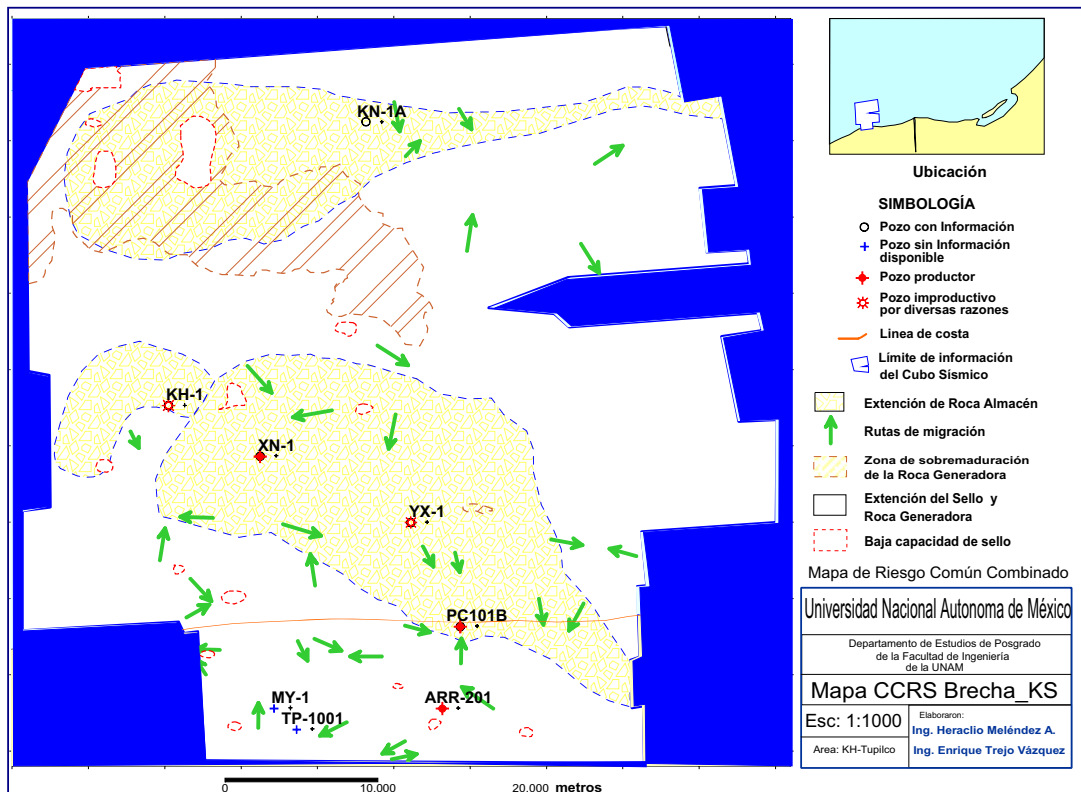 KN-1A
KH-1
XN-1
YX-1
PC101B
MY-1
TP-1001
ARR-201
0
10.000
20.000 metros
Ubicación
SIMBOLOGÍA
Pozo con Información
Pozo sin Información
disponible
Pozo productor
Pozo improductivo
por diversas razones
Linea de costa
Límite de información
del Cubo Sísmico
Extención de Roca Almacén
Rutas de migración
Zona de sobremaduración
de la Roca Generadora
Extención del Sello y
Roca Generadora
Baja capacidad de sello
Mapa de Riesgo Común Combinado
Universidad Nacional Autonoma de México
Departamento de Estudios de Posgrado
de la Facultad de Ingeniería
de la UNAM
Mapa CCRS Brecha_KS
Esc: 1:1000
Elaboraron:
Ing. Heraclio Meléndez A.
Ing. Enrique Trejo Vázquez
Area: KH-Tupilco